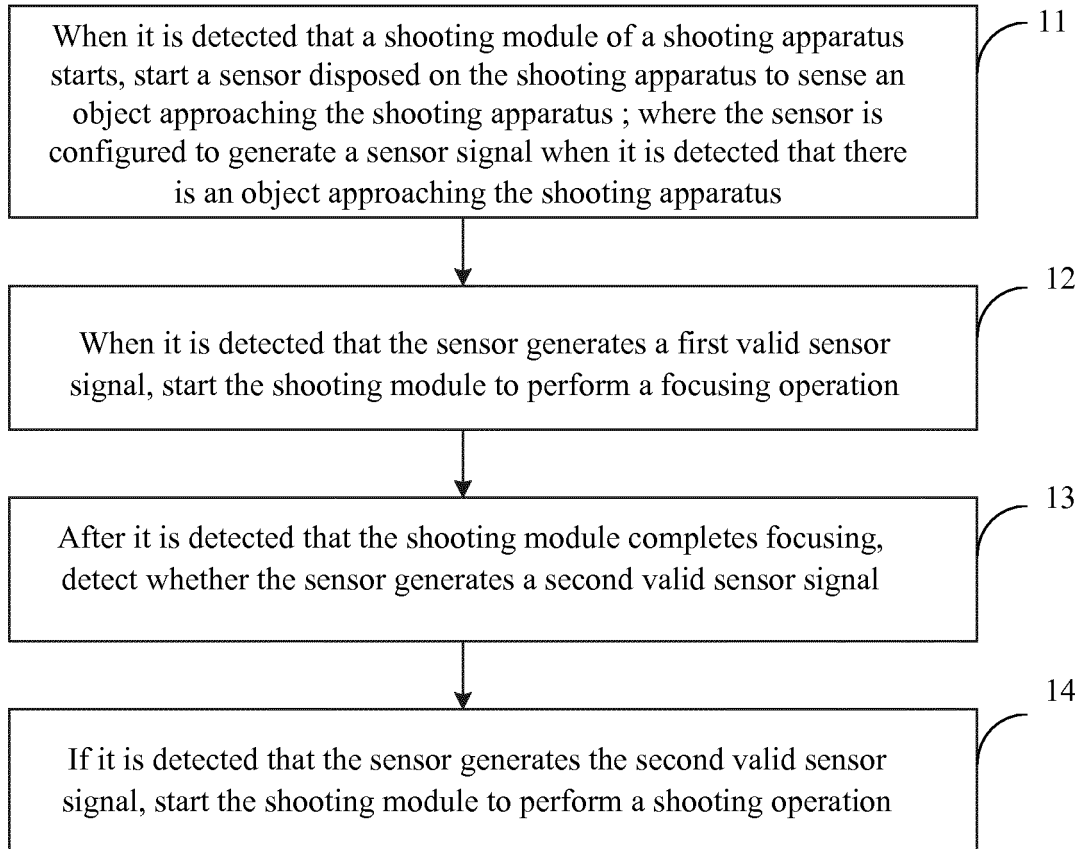 When it is detected that a shooting module of a shooting apparatus
11
starts, start a sensor disposed on the shooting apparatus to sense an
object approaching the shooting apparatus ; where the sensor is
configured to generate a sensor signal when it is detected that there
is an object approaching the shooting apparatus
12
When it is detected that the sensor generates a first valid sensor
signal, start the shooting module to perform a focusing operation
13
After it is detected that the shooting module completes focusing,
detect whether the sensor generates a second valid sensor signal
14
If it is detected that the sensor generates the second valid sensor
signal, start the shooting module to perform a shooting operation